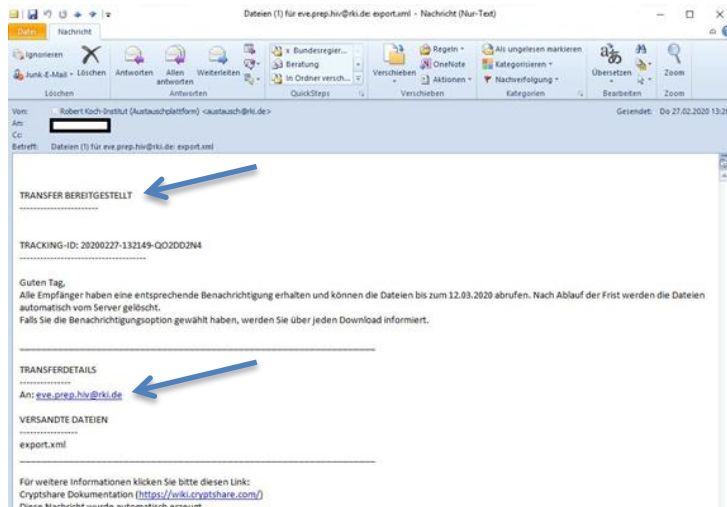 Dateien (1) für eve.prep.hiv@rki.de: export.xml - Nachricht (Nur-Text)
Datei Nachricht
Ignorieren
Junk-E-Mail
Löschen
Antworten
Allen antworten
Weiterleiten
x Bundesregier...
Beratung
In Ordner versch...
Verschieben
Regeln
OneNote
Aktionen
Als ungelesen markieren
Kategorisieren
Nachverfolgung
Übersetzen
Zoom
Löschen Antworten QuickSteps Verschieben Kategorien Bearbeiten Zoom
Von: Robert Koch-Institut (Austauschplattform) <austausch@rki.de> Gesendet: Do 27.02.2020 13:2
An:
Cc:
Betreff: Dateien (1) für eve.prep.hiv@rki.de: export.xml
TRANSFER BEREITGESTELLT
-----------------------
TRACKING-ID: 20200227-132149-QO2DD2N4
-------------------------------------
Guten Tag,
Alle Empfänger haben eine entsprechende Benachrichtigung erhalten und können die Dateien bis zum 12.03.2020 abrufen. Nach Ablauf der Frist werden die Dateien
automatisch vom Server gelöscht.
Falls Sie die Benachrichtigungsoption gewählt haben, werden Sie über jeden Download informiert.
TRANSFERDETAILS
---------------
An: eve.prep.hiv@rki.de
VERSANDTE DATEIEN
-----------------
export.xml
Für weitere Informationen klicken Sie bitte diesen Link:
Cryptshare Dokumentation (https://wiki.cryptshare.com/)
Diese Nachricht wurde automatisch erzeugt